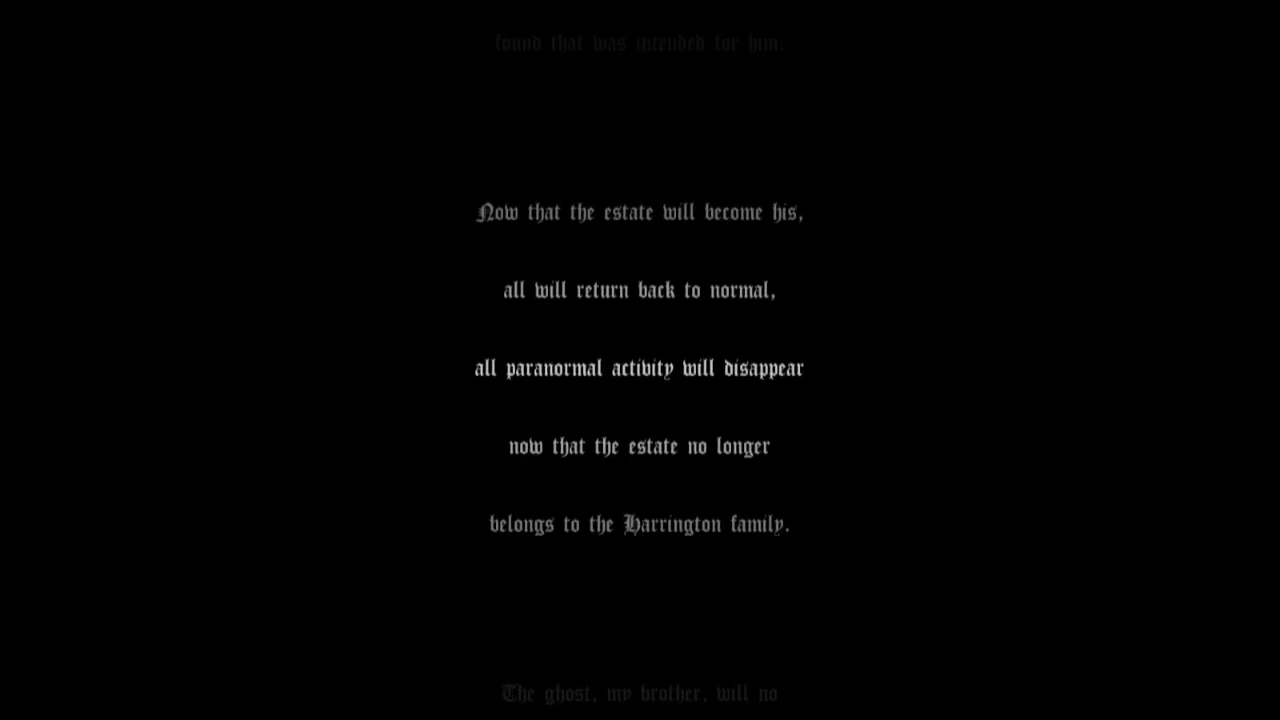 found that was intended for him.
Now that the estate will become his,
all will return back to normal,
all paranormal activity will disappear
now that the estate no longer
belongs to the Harrington family.
The ghost, my brother, will no